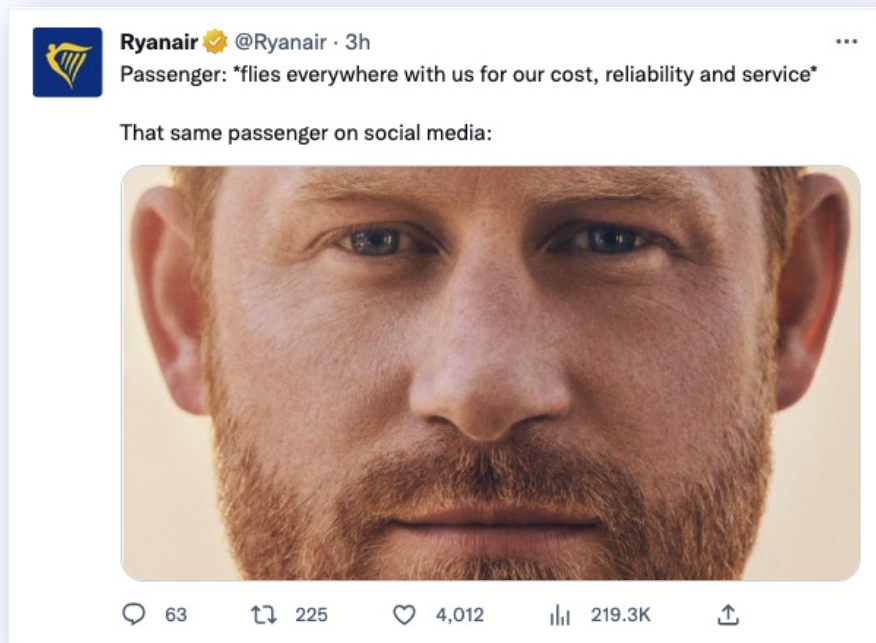 Ryanair @Ryanair · 3h
Passenger: *flies everywhere with us for our cost, reliability and service*
That same passenger on social media:
63 225 4,012 219.3K